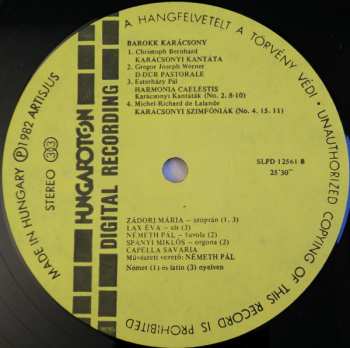 A HANGFELVETELT A TÖRVÉNY VÉDI · UNAUTHORIZED COPYING OF THIS RECORD IS PROHIBITED
MADE IN HUNGARY Ⓟ 1982 ARTISJUS
STEREO 33
HUNGAROTON
DIGITAL RECORDING
BAROKK KARÁCSONY
1. Christoph Bernhard
KARÁCSONYI KANTÁTA
2. Gregor Joseph Werner
D-DÚR PASTORALE
3. Esterházy Pál
HARMONIA CAELESTIS
Karácsonyi Kantáták (No. 2, 8-10)
4. Michel-Richard de Lalande
KARÁCSONYI SZIMFÓNIÁK (No. 4, 15, 11)
SLPD 12561-B
25'30"
ZÁDORI MÁRIA – szoprán (1, 3)
LAX ÉVA – alt (3)
NÉMETH PÁL – fuvola (2)
SPÁNYI MIKLÓS – orgona (2)
CAPELLA SAVARIA
Művészeti vezető: NÉMETH PÁL
Német (1) és latin (3) nyelven